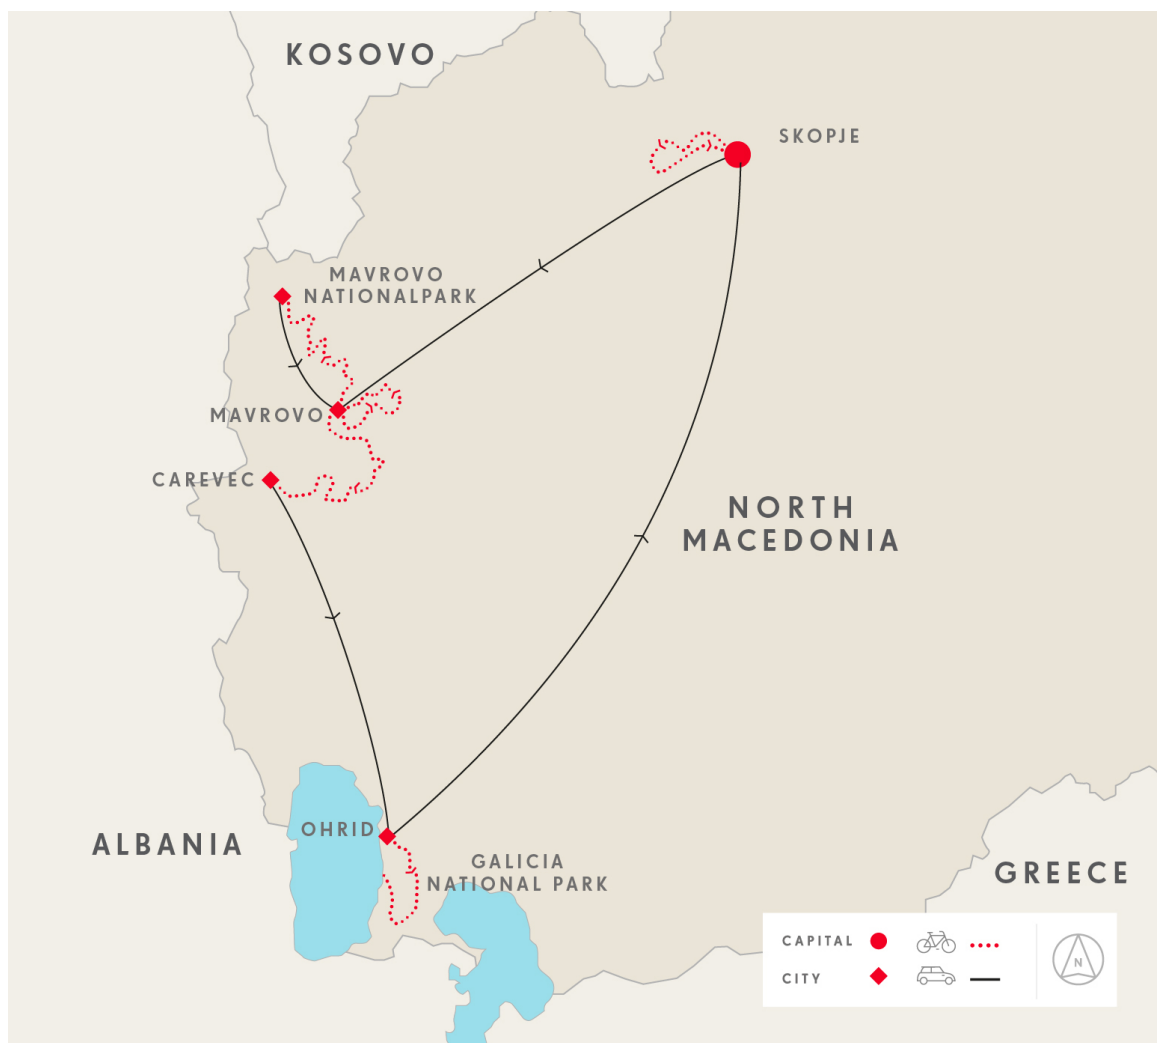 KOSOVO
SKOPJE
MAVROVO
NATIONALPARK
MAVROVO
CAREVEC
NORTH
MACEDONIA
OHRID
ALBANIA
GALICIA
NATIONAL PARK
GREECE
CAPITAL
CITY
N